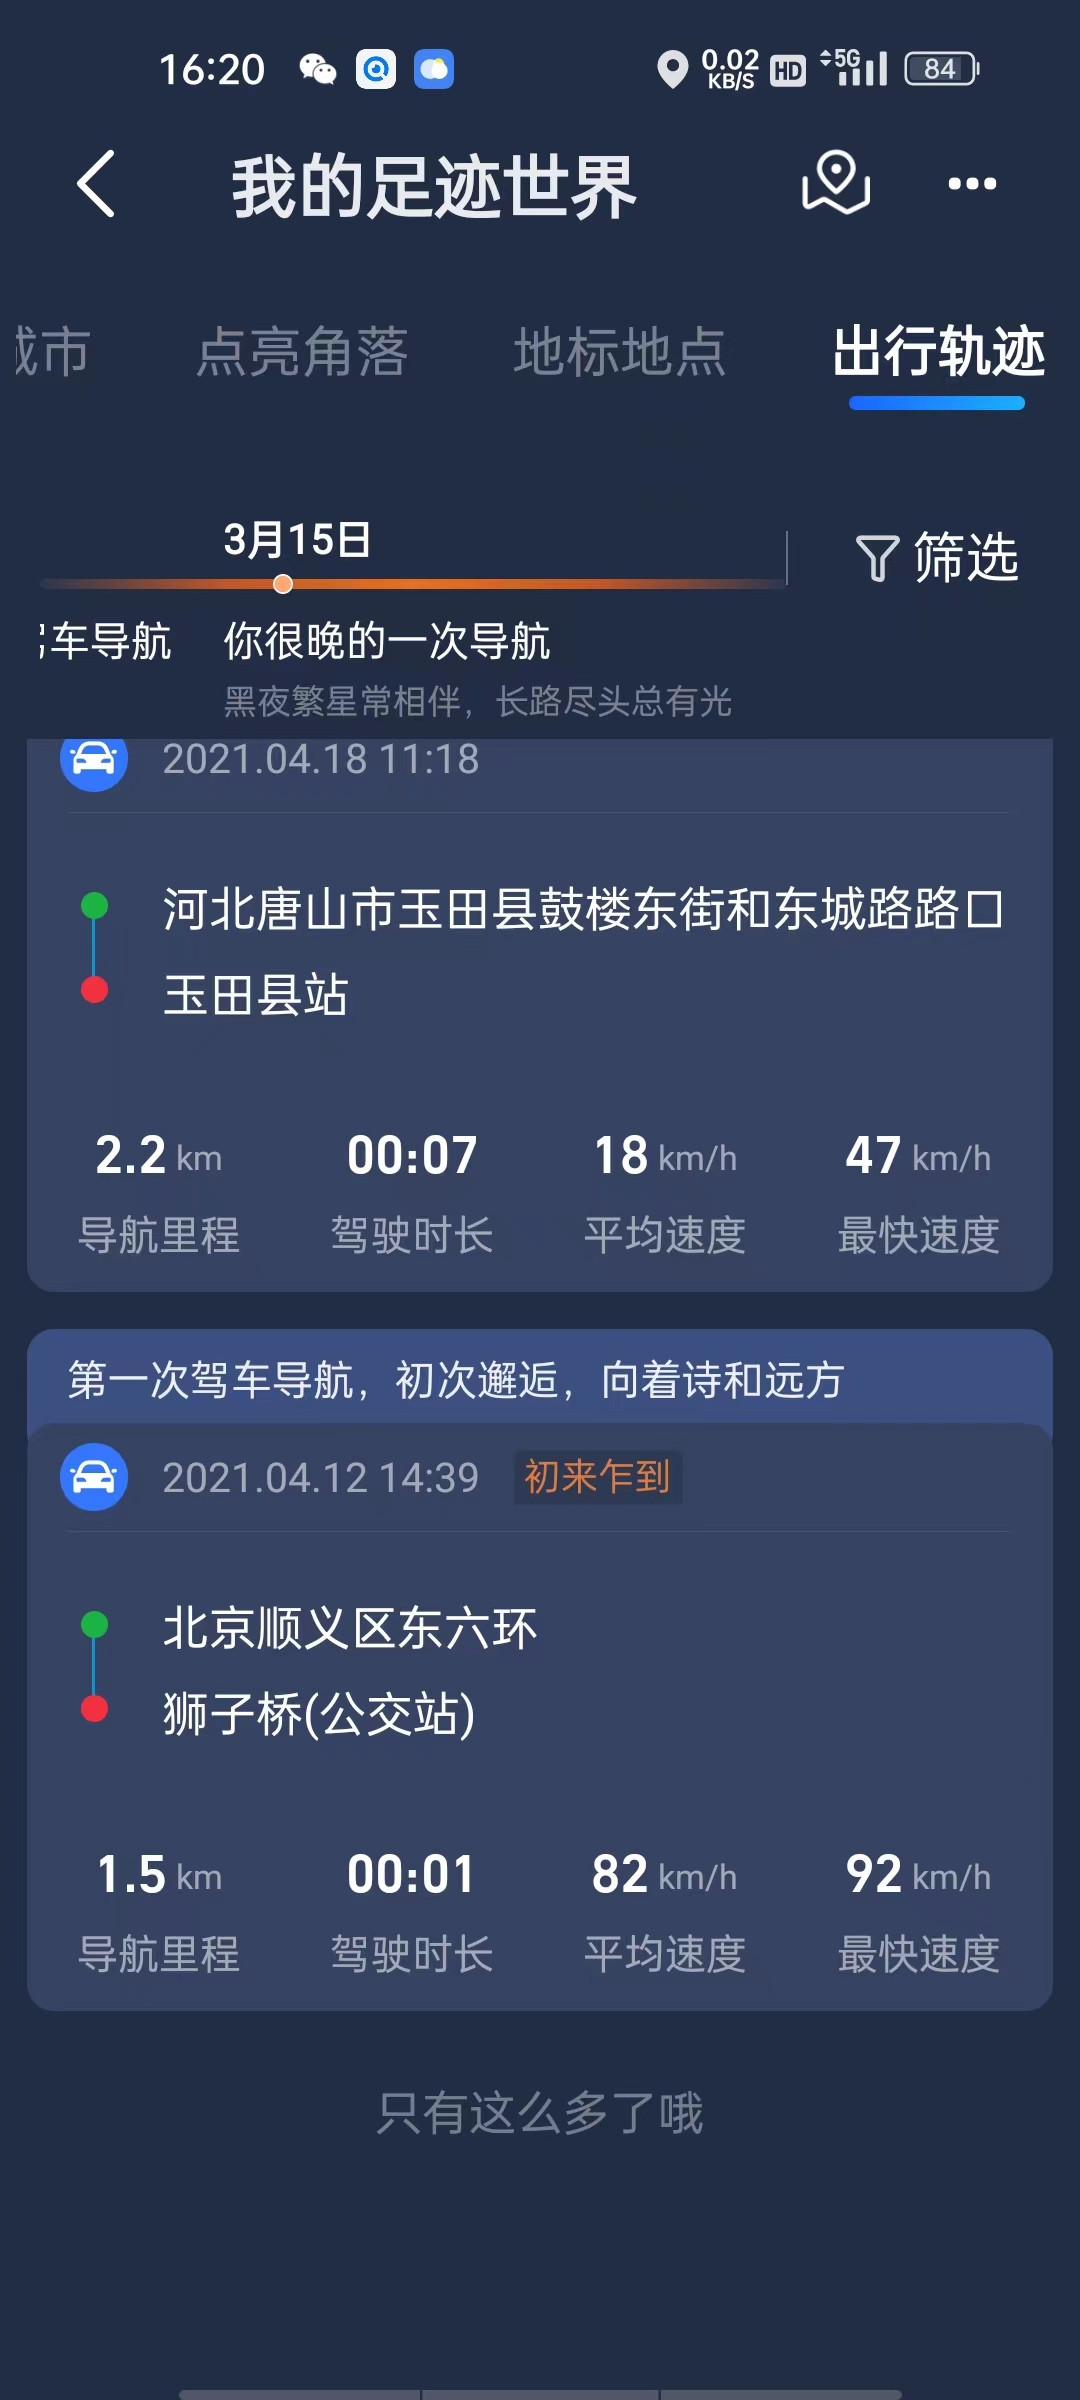 16:20 0.02 KB/S HD 5G 84
我的足迹世界
城市 点亮角落 地标地点 出行轨迹
3月15日
筛选
车导航 你很晚的一次导航
黑夜繁星常相伴，长路尽头总有光
2021.04.18 11:18
河北唐山市玉田县鼓楼东街和东城路路口
玉田县站
2.2 km 00:07 18 km/h 47 km/h
导航里程 驾驶时长 平均速度 最快速度
第一次驾车导航，初次邂逅，向着诗和远方
2021.04.12 14:39 初来乍到
北京顺义区东六环
狮子桥(公交站)
1.5 km 00:01 82 km/h 92 km/h
导航里程 驾驶时长 平均速度 最快速度
只有这么多了哦